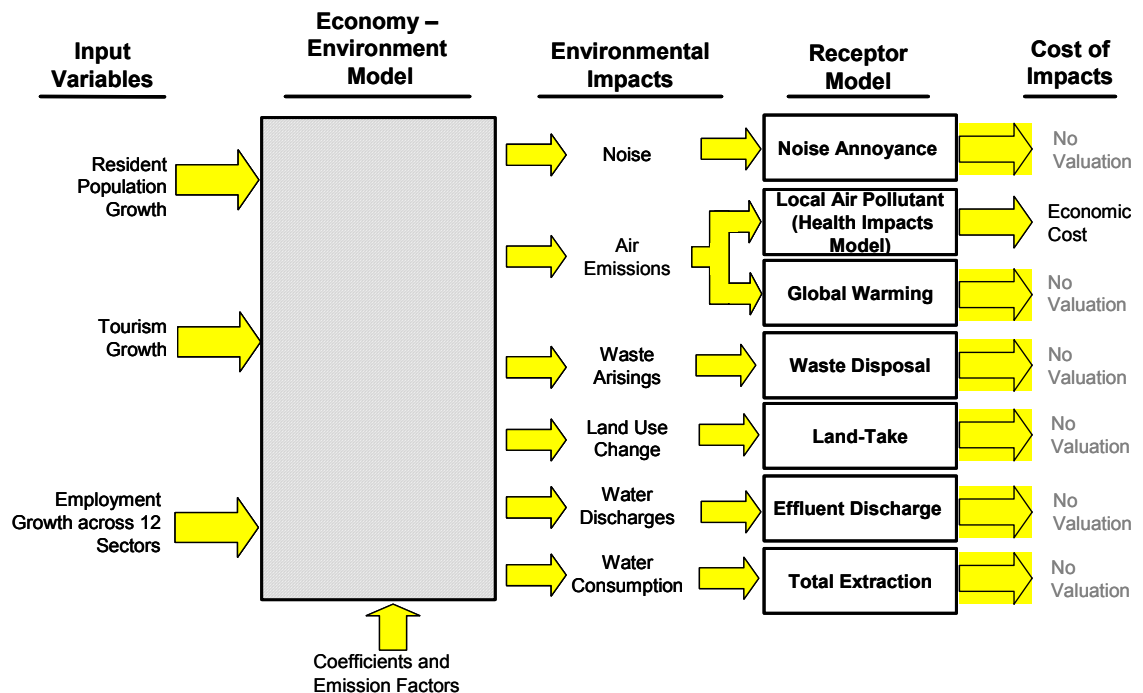 Input
Variables
Economy –
Environment
Model
Environmental
Impacts
Receptor
Model
Cost of
Impacts
Resident
Population
Growth
Tourism
Growth
Employment
Growth across 12
Sectors
Coefficients and
Emission Factors
Noise
Air
Emissions
Waste
Arisings
Land Use
Change
Water
Discharges
Water
Consumption
Noise Annoyance
Local Air Pollutant
(Health Impacts
Model)
Global Warming
Waste Disposal
Land-Take
Effluent Discharge
Total Extraction
No
Valuation
Economic
Cost
No
Valuation
No
Valuation
No
Valuation
No
Valuation
No
Valuation